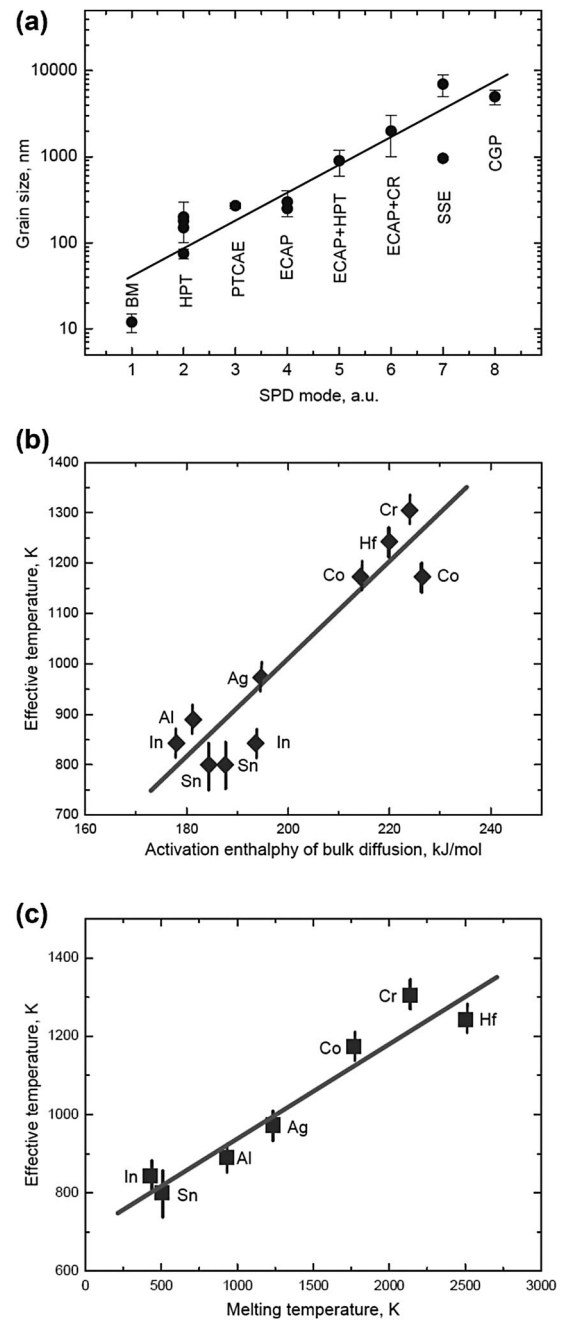 (a)
10000
1000
100
10
Grain size, nm
BM
HPT
PTCAE
ECAP
ECAP+HPT
ECAP+CR
SSE
CGP
1 2 3 4 5 6 7 8
SPD mode, a.u.
(b)
1400
1300
1200
1100
1000
900
800
700
Effective temperature, K
Cr
Hf
Co
Co
Ag
Al
In
In
Sn
Sn
160 180 200 220 240
Activation enthalphy of bulk diffusion, kJ/mol
(c)
1400
1200
1000
800
600
Effective temperature, K
Cr
Hf
Co
Ag
Al
In
Sn
0 500 1000 1500 2000 2500 3000
Melting temperature, K